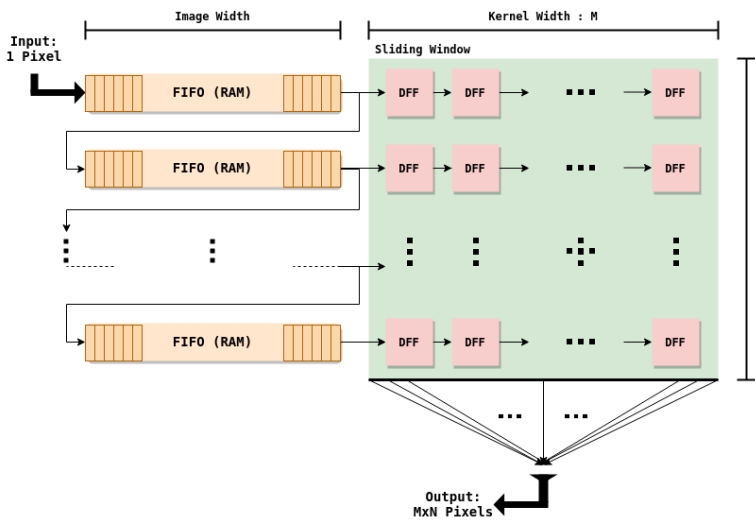 Image Width
Kernel Width : M
Input:
1 Pixel
Sliding Window
FIFO (RAM)
DFF
DFF
DFF
FIFO (RAM)
DFF
DFF
DFF
FIFO (RAM)
DFF
DFF
DFF
Output:
MxN Pixels